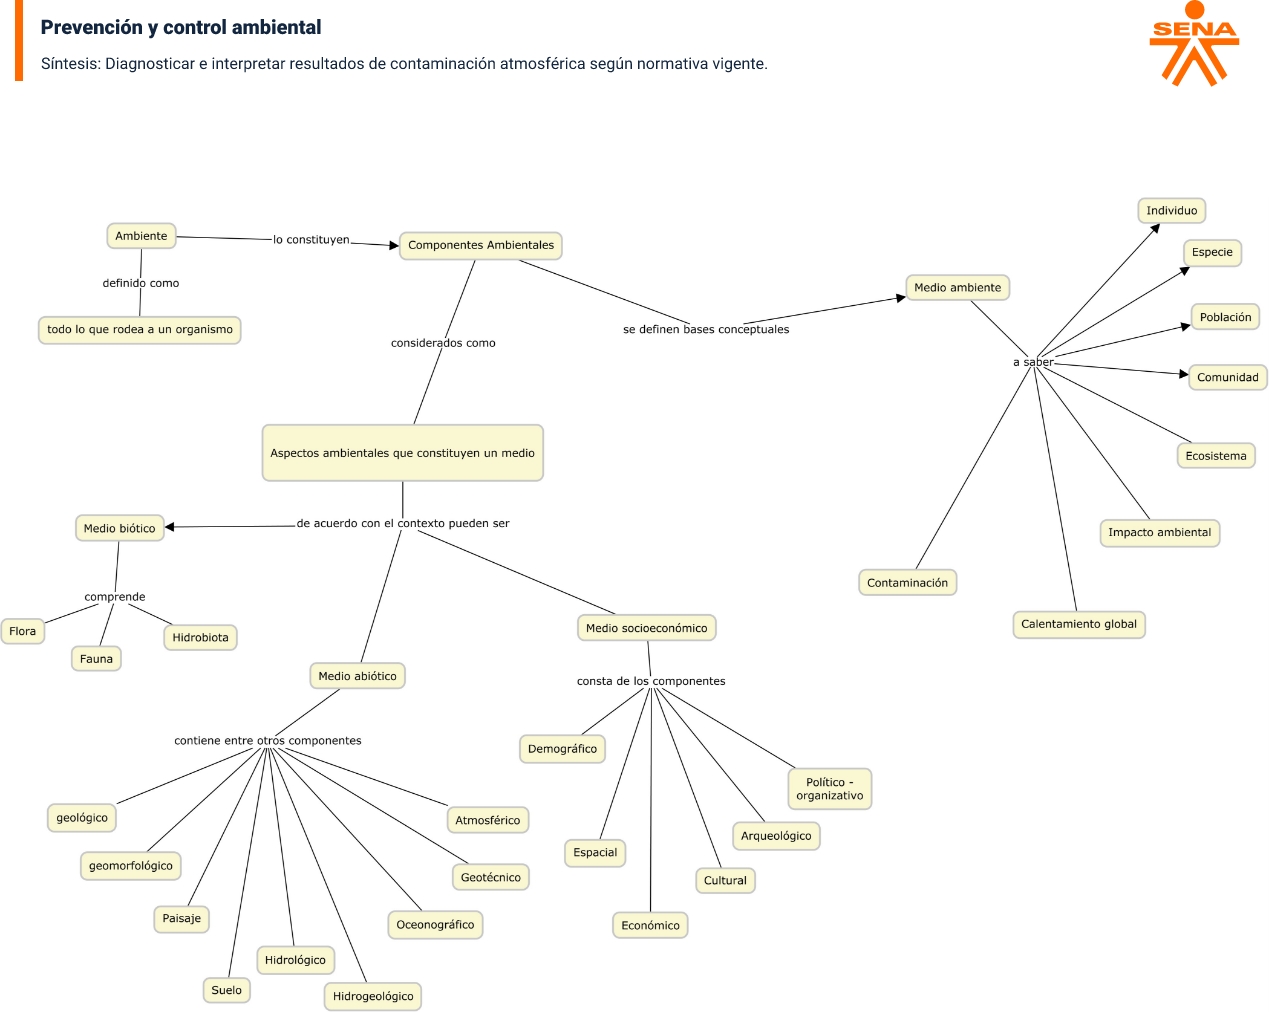 Prevención y control ambiental
SENA
Síntesis: Diagnosticar e interpretar resultados de contaminación atmosférica según normativa vigente.
Individuo
Ambiente
lo constituyen
Componentes Ambientales
Especie
definido como
Medio ambiente
todo lo que rodea a un organismo
se definen bases conceptuales
Población
considerados como
a saber
Comunidad
Aspectos ambientales que constituyen un medio
Ecosistema
Medio biótico
de acuerdo con el contexto pueden ser
Impacto ambiental
Contaminación
comprende
Flora
Hidrobiota
Fauna
Medio socioeconómico
Calentamiento global
Medio abiótico
consta de los componentes
contiene entre otros componentes
Demográfico
Político -
organizativo
geológico
Atmosférico
Arqueológico
geomorfológico
Espacial
Geotécnico
Cultural
Paisaje
Oceonográfico
Económico
Hidrológico
Suelo
Hidrogeológico